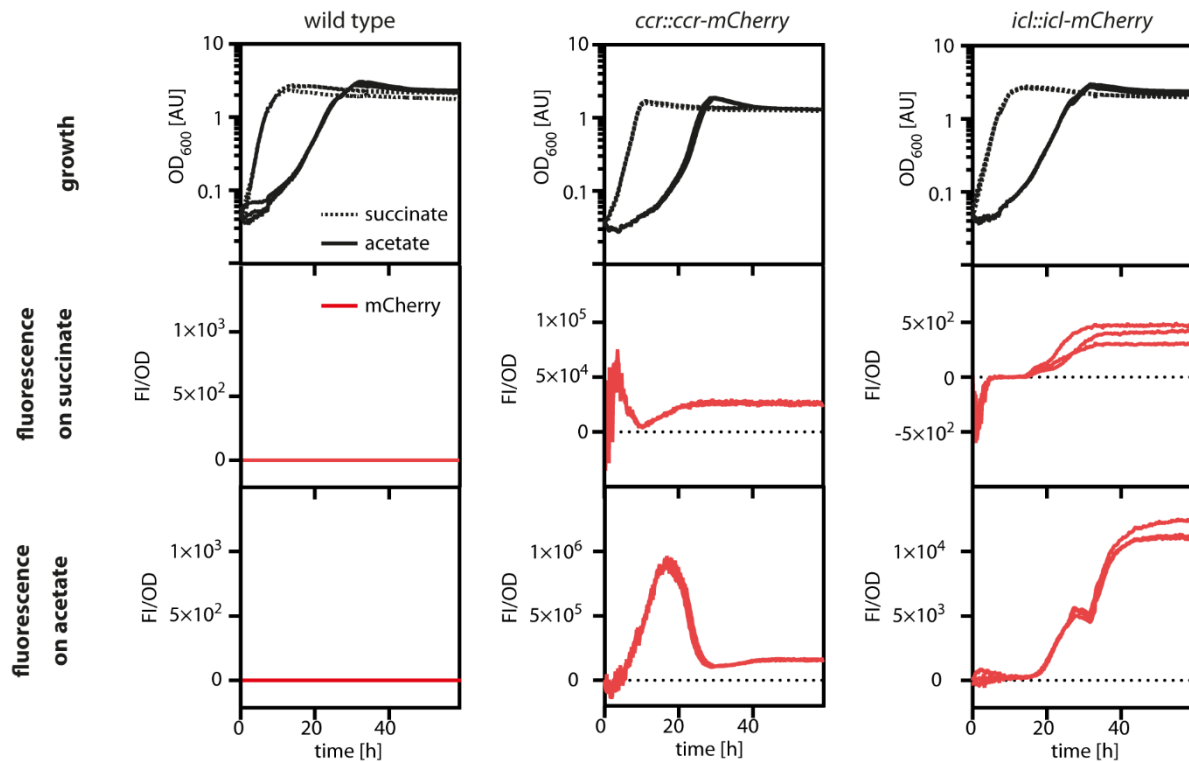 wild type
ccr::ccr-mCherry
icl::icl-mCherry
growth
OD600 [AU]
10
1
0.1
succinate
acetate
OD600 [AU]
10
1
0.1
OD600 [AU]
10
1
0.1
fluorescence
on succinate
FI/OD
1×10³
5×10²
0
mCherry
FI/OD
1×10⁵
5×10⁴
0
FI/OD
5×10²
0
-5×10²
fluorescence
on acetate
FI/OD
1×10³
5×10²
0
FI/OD
1×10⁶
5×10⁵
0
FI/OD
1×10⁴
5×10³
0
0 20 40
time [h]
0 20 40
time [h]
0 20 40
time [h]